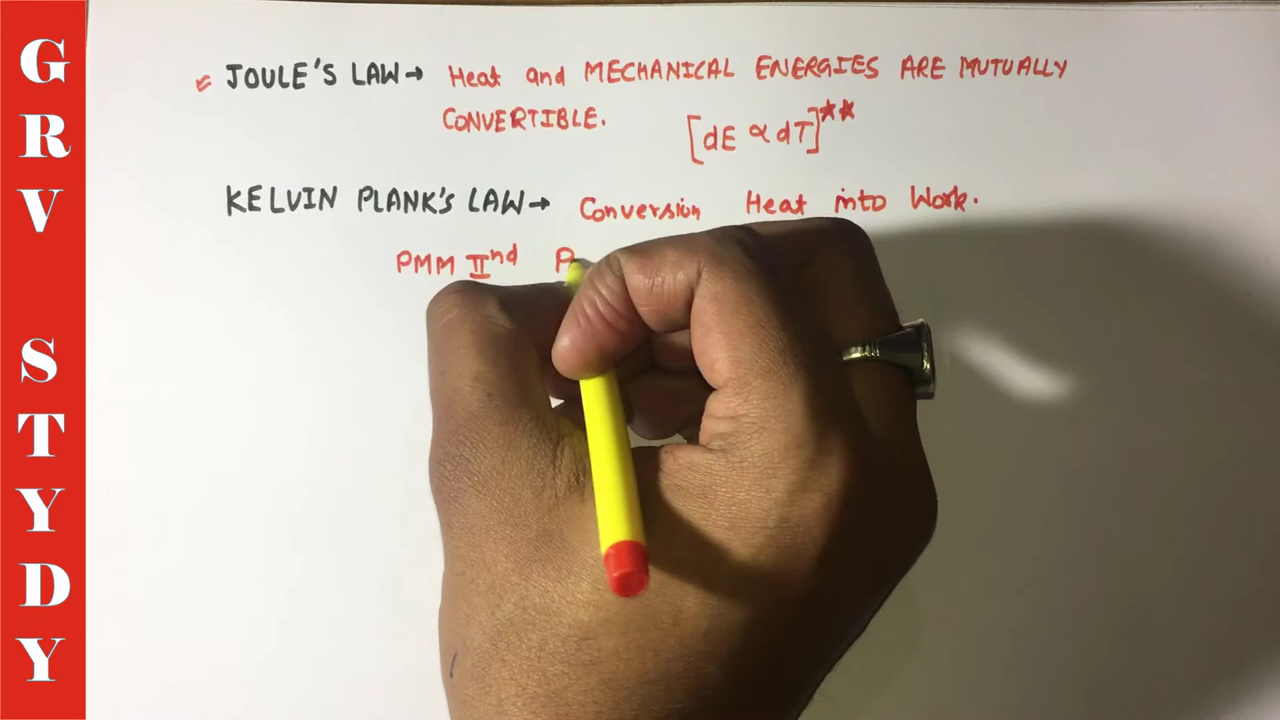 GRV STYDY
JOULE'S LAW→ Heat and MECHANICAL ENERGIES ARE MUTUALLY
CONVERTIBLE. [dE ∝ dT]**
KELVIN PLANK'S LAW→ Conversion Heat into Work.
PMM IInd P